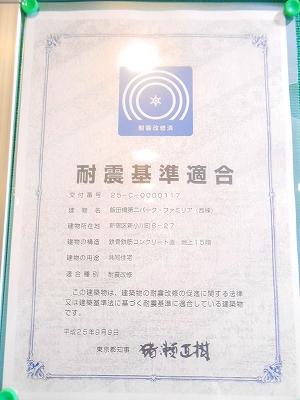 耐震改修済
耐震基準適合
交付番号 25-C-0000117
建物名 飯田橋第二パーク・ファミリア(西棟)
建物所在地 新宿区新小川町8-27
建物の構造 鉄骨鉄筋コンクリート造 地上15階
建物の用途 共同住宅
適合種別 耐震改修
この建築物は、建築物の耐震改修の促進に関する法律
又は建築基準法に基づく耐震基準に適合している建築物
です。
平成25年9月9日
東京都知事 猪瀬直樹